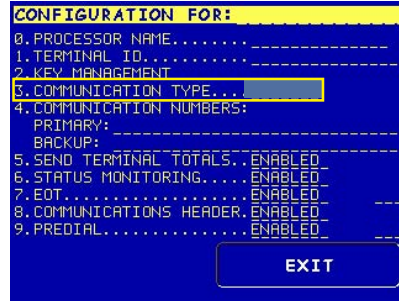 CONFIGURATION FOR:
0.PROCESSOR NAME........
1.TERMINAL ID...........
2.KEY MANAGEMENT
3.COMMUNICATION TYPE....
4.COMMUNICATION NUMBERS:
PRIMARY:
BACKUP:
5.SEND TERMINAL TOTALS..ENABLED
6.STATUS MONITORING.....ENABLED
7.EOT...................ENABLED
8.COMMUNICATIONS HEADER.ENABLED
9.PREDIAL...............ENABLED
EXIT